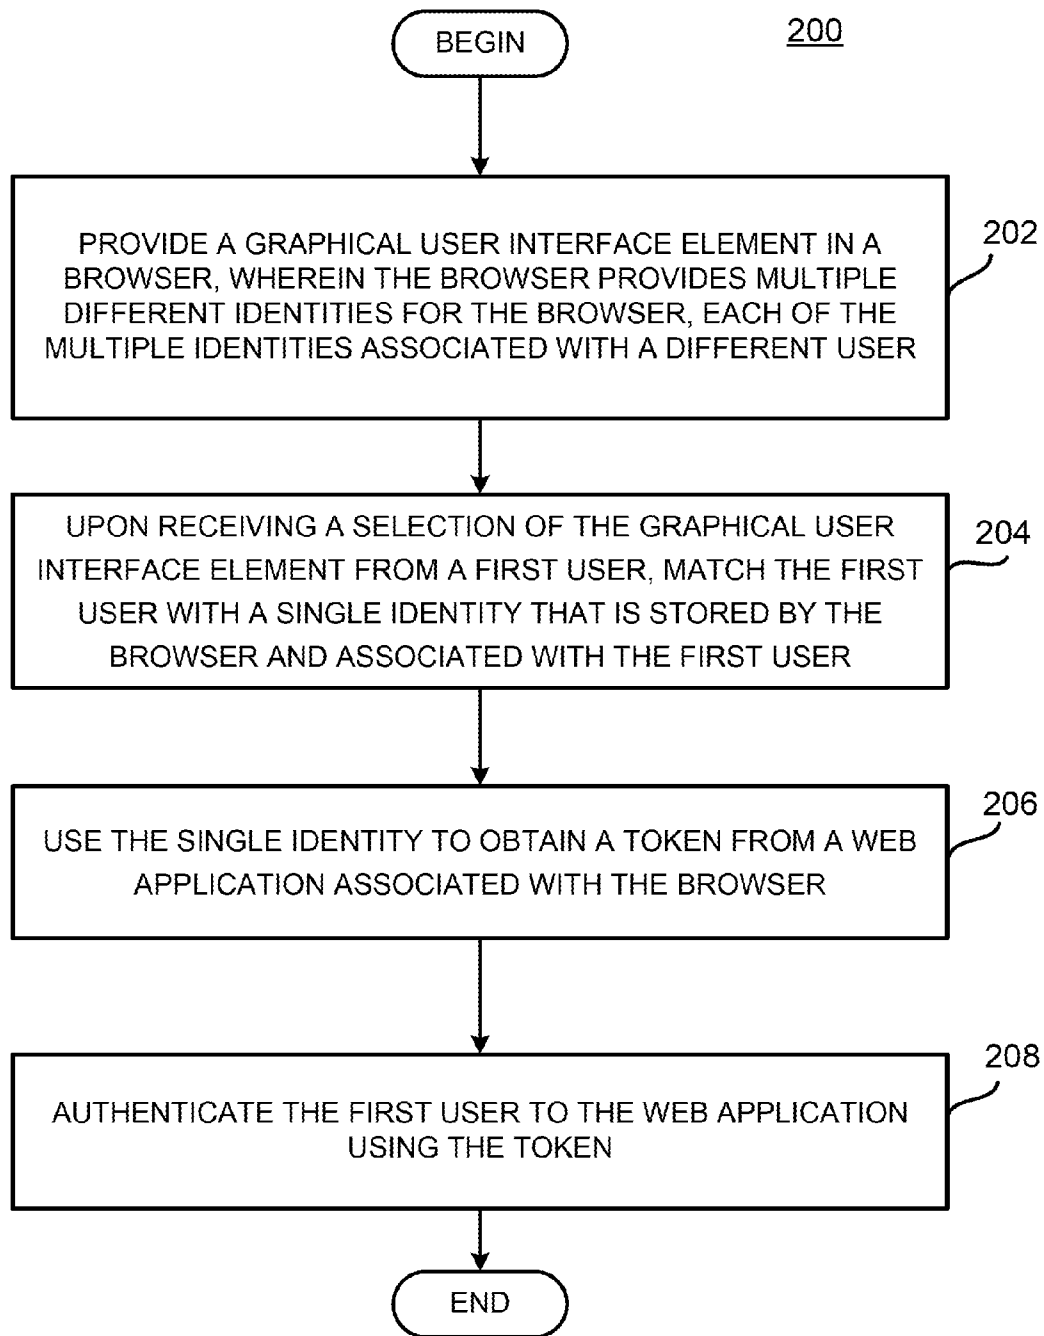 BEGIN
200
PROVIDE A GRAPHICAL USER INTERFACE ELEMENT IN A
BROWSER, WHEREIN THE BROWSER PROVIDES MULTIPLE
DIFFERENT IDENTITIES FOR THE BROWSER, EACH OF THE
MULTIPLE IDENTITIES ASSOCIATED WITH A DIFFERENT USER
202
UPON RECEIVING A SELECTION OF THE GRAPHICAL USER
INTERFACE ELEMENT FROM A FIRST USER, MATCH THE FIRST
USER WITH A SINGLE IDENTITY THAT IS STORED BY THE
BROWSER AND ASSOCIATED WITH THE FIRST USER
204
USE THE SINGLE IDENTITY TO OBTAIN A TOKEN FROM A WEB
APPLICATION ASSOCIATED WITH THE BROWSER
206
AUTHENTICATE THE FIRST USER TO THE WEB APPLICATION
USING THE TOKEN
208
END